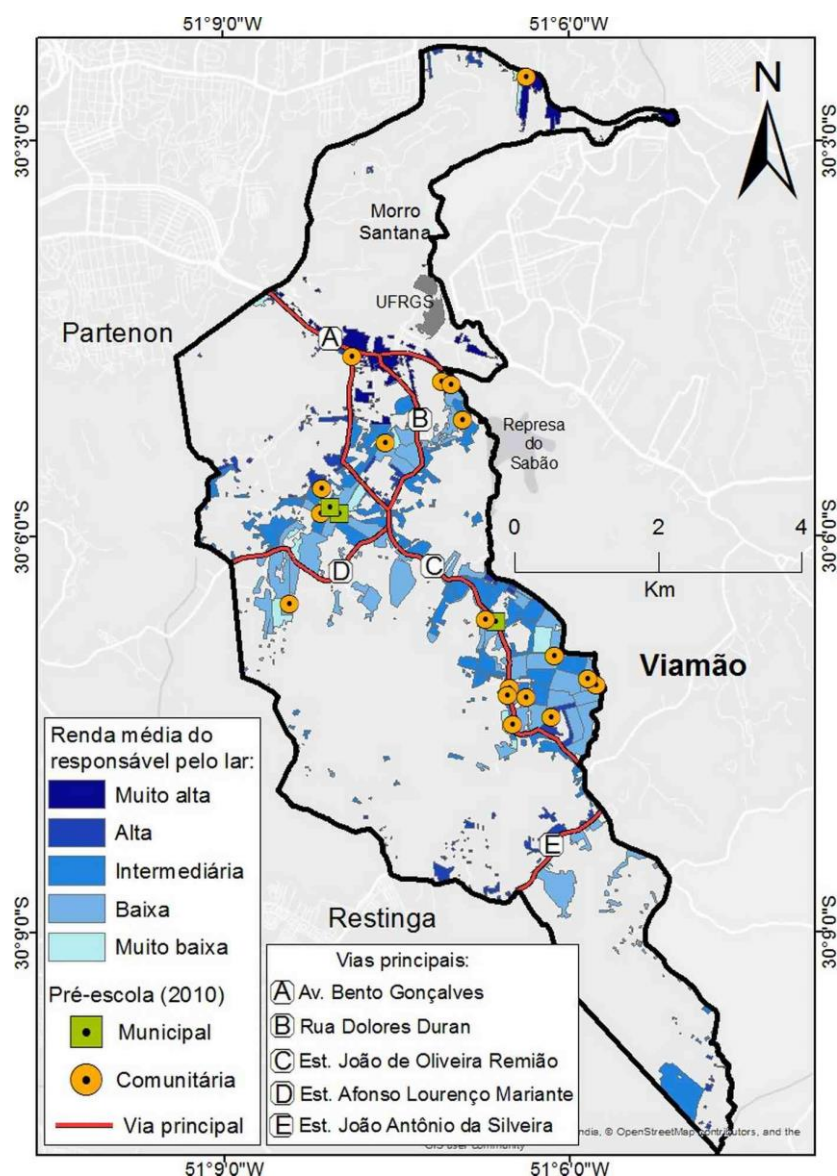 51°9'0"W
51°6'0"W
N
30°3'0"S
30°3'0"S
Morro
Santana
UFRGS
Partenon
A
B
Represa
do
Sabão
30°6'0"S
30°6'0"S
0 2 4
Km
C
D
Viamão
E
Restinga
30°9'0"S
30°9'0"S
Renda média do
responsável pelo lar:
Muito alta
Alta
Intermediária
Baixa
Muito baixa
Pré-escola (2010)
Municipal
Comunitária
Via principal
Vias principais:
A Av. Bento Gonçalves
B Rua Dolores Duran
C Est. João de Oliveira Remião
D Est. Afonso Lourenço Mariante
E Est. João Antônio da Silveira
© OpenStreetMap contributors, and the
GIS user community
51°9'0"W
51°6'0"W